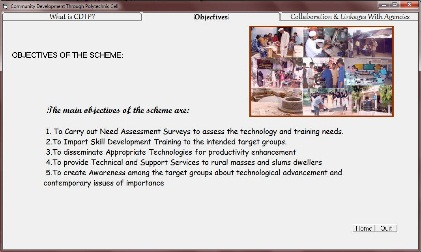 Community Development Through Polytechnic Cell
What is CDTP?
Objectives
Collaboration & Linkages With Agencies
OBJECTIVES OF THE SCHEME:
The main objectives of the scheme are:
1. To Carry out Need Assessment Surveys to assess the technology and training needs.
2.To Impart Skill Development Training to the intended target groups.
3.To disseminate Appropriate Technologies for productivity enhancement
4.To provide Technical and Support Services to rural masses and slums dwellers
5.To create Awareness among the target groups about technological advancement and
contemporary issues of importance
Home
Quit